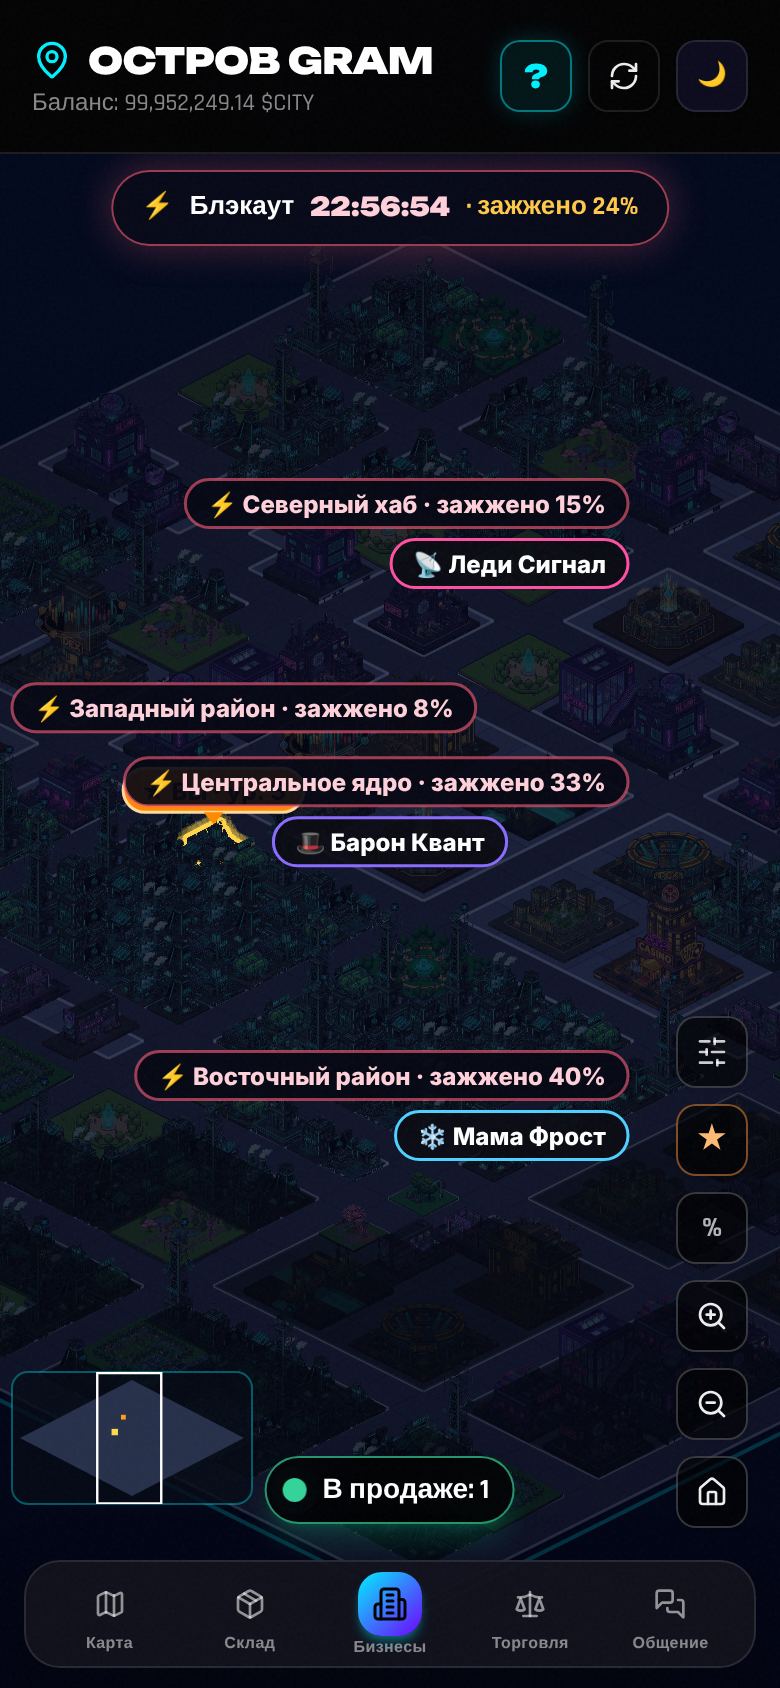 ОСТРОВ GRAM
Баланс: 99,952,249.14 $CITY
?
Блэкаут 22:56:54 · зажжено 24%
Северный хаб · зажжено 15%
Леди Сигнал
Западный район · зажжено 8%
Центральное ядро · зажжено 33%
Барон Квант
CASINO
Восточный район · зажжено 40%
Мама Фрост
%
В продаже: 1
Карта
Склад
Бизнесы
Торговля
Общение